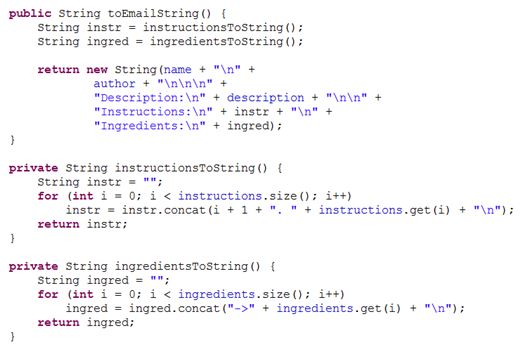 public String toEmailString() {
    String instr = instructionsToString();
    String ingred = ingredientsToString();

    return new String(name + "\n" +
            author + "\n\n\n" +
            "Description:\n" + description + "\n\n" +
            "Instructions:\n" + instr + "\n" +
            "Ingredients:\n" + ingred);
}

private String instructionsToString() {
    String instr = "";
    for (int i = 0; i < instructions.size(); i++)
        instr = instr.concat(i + 1 + ". " + instructions.get(i) + "\n");
    return instr;
}

private String ingredientsToString() {
    String ingred = "";
    for (int i = 0; i < ingredients.size(); i++)
        ingred = ingred.concat("->" + ingredients.get(i) + "\n");
    return ingred;
}